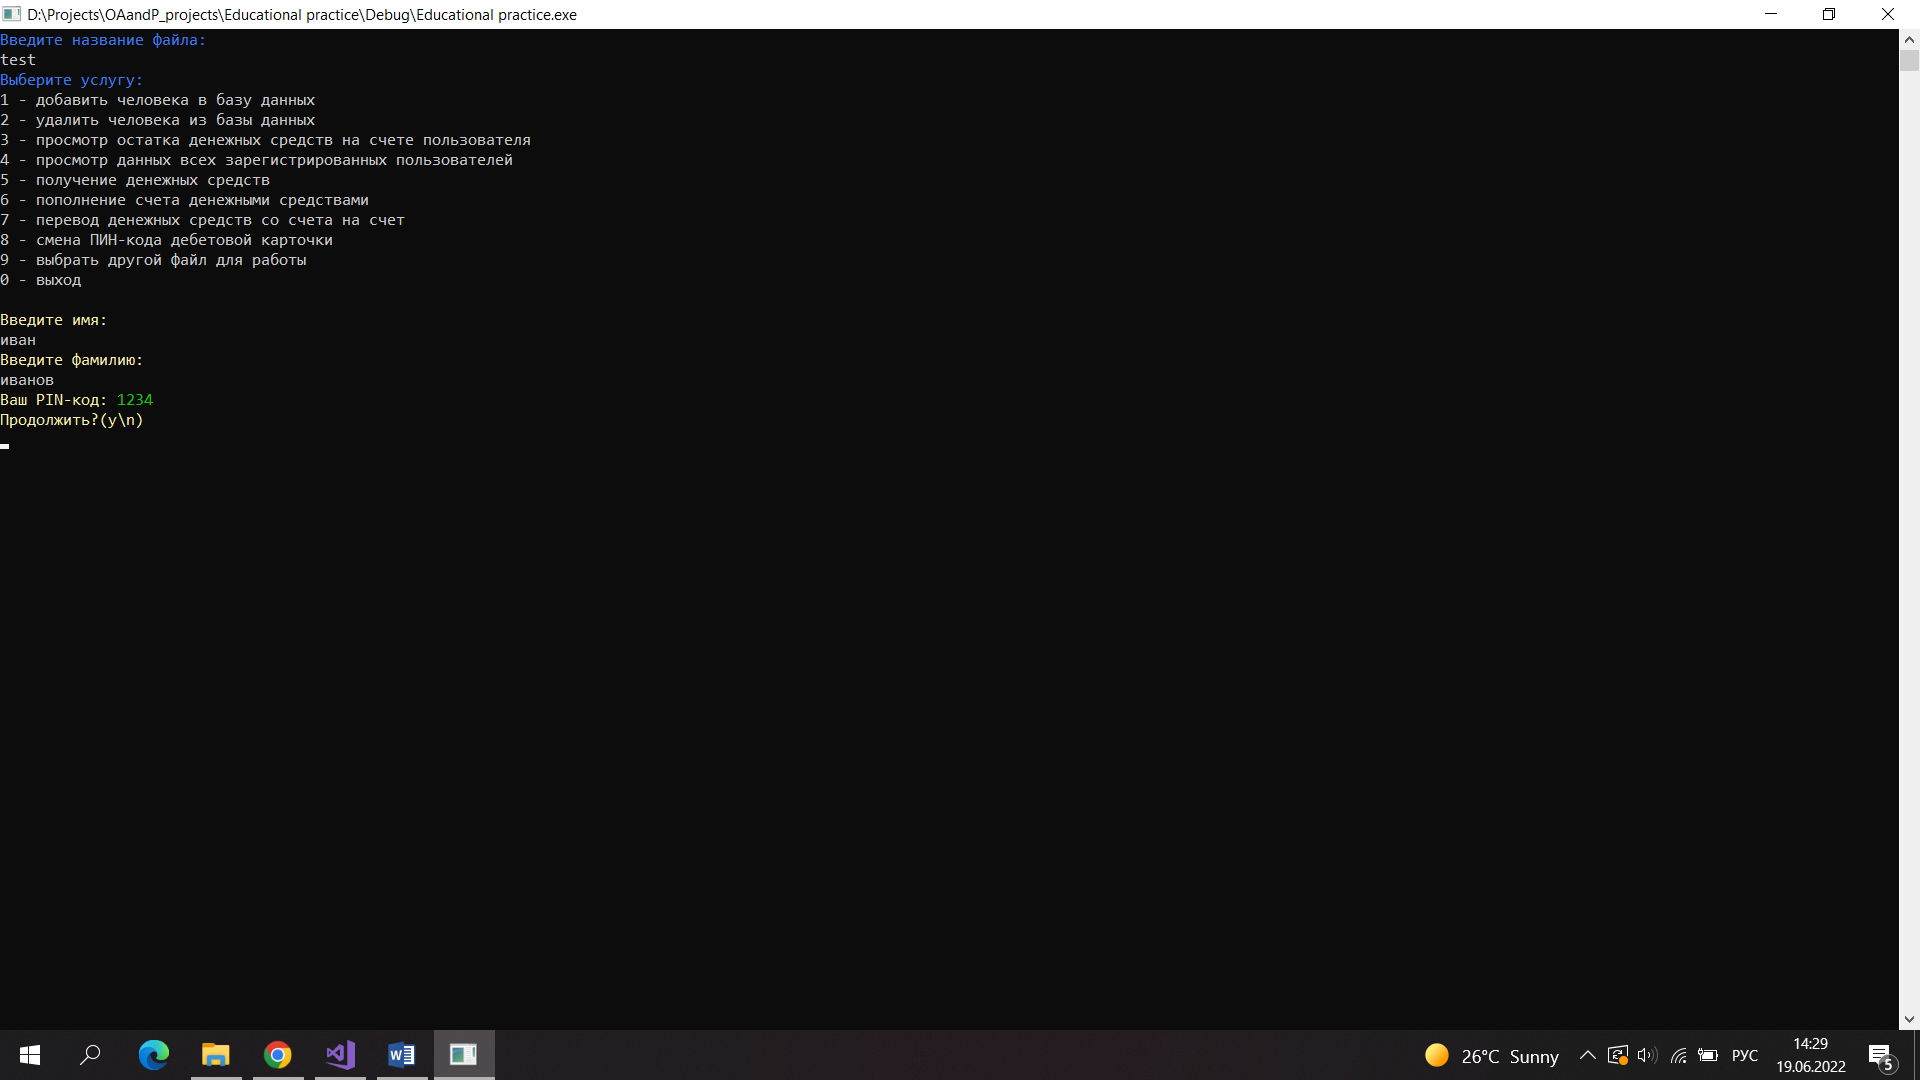 D:\Projects\OAandP_projects\Educational practice\Debug\Educational practice.exe
Введите название файла:
test
Выберите услугу:
1 - добавить человека в базу данных
2 - удалить человека из базы данных
3 - просмотр остатка денежных средств на счете пользователя
4 - просмотр данных всех зарегистрированных пользователей
5 - получение денежных средств
6 - пополнение счета денежными средствами
7 - перевод денежных средств со счета на счет
8 - смена ПИН-кода дебетовой карточки
9 - выбрать другой файл для работы
0 - выход
Введите имя:
иван
Введите фамилию:
иванов
Ваш PIN-код: 1234
Продолжить?(y\n)
26°C Sunny
РУС
14:29
19.06.2022
5